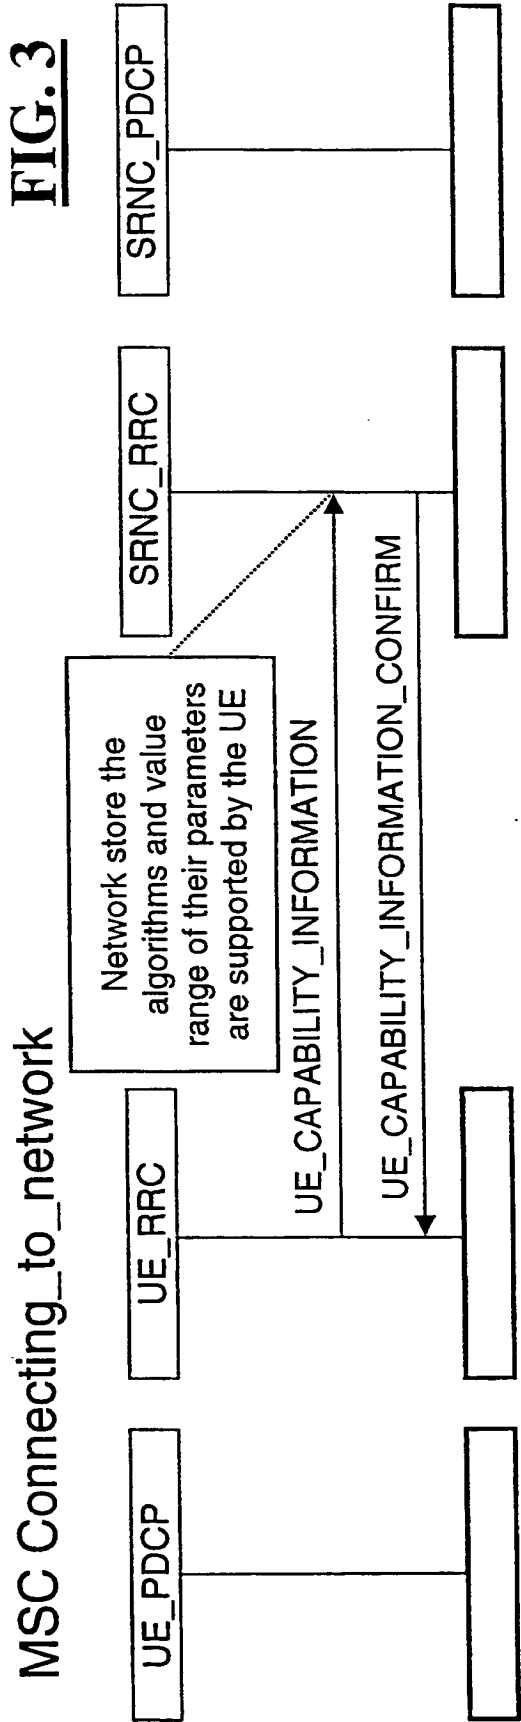 MSC Connecting_to_network
FIG. 3
UE_PDCP
UE_RRC
SRNC_RRC
SRNC_PDCP
Network store the
algorithms and value
range of their parameters
are supported by the UE
UE_CAPABILITY_INFORMATION
UE_CAPABILITY_INFORMATION_CONFIRM